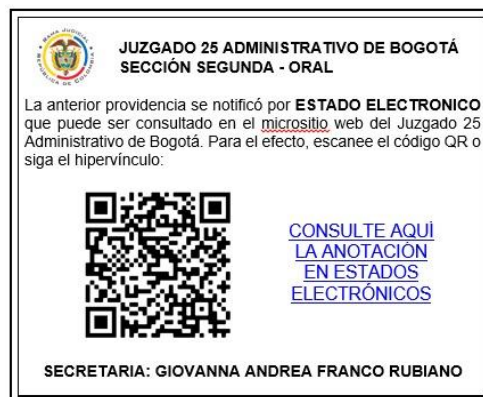 JUZGADO 25 ADMINISTRATIVO DE BOGOTÁ
SECCIÓN SEGUNDA - ORAL
La anterior providencia se notificó por ESTADO ELECTRONICO
que puede ser consultado en el micrositio web del Juzgado 25
Administrativo de Bogotá. Para el efecto, escanee el código QR o
siga el hipervínculo:
CONSULTE AQUÌ
LA ANOTACIÓN
EN ESTADOS
ELECTRÓNICOS
SECRETARIA: GIOVANNA ANDREA FRANCO RUBIANO